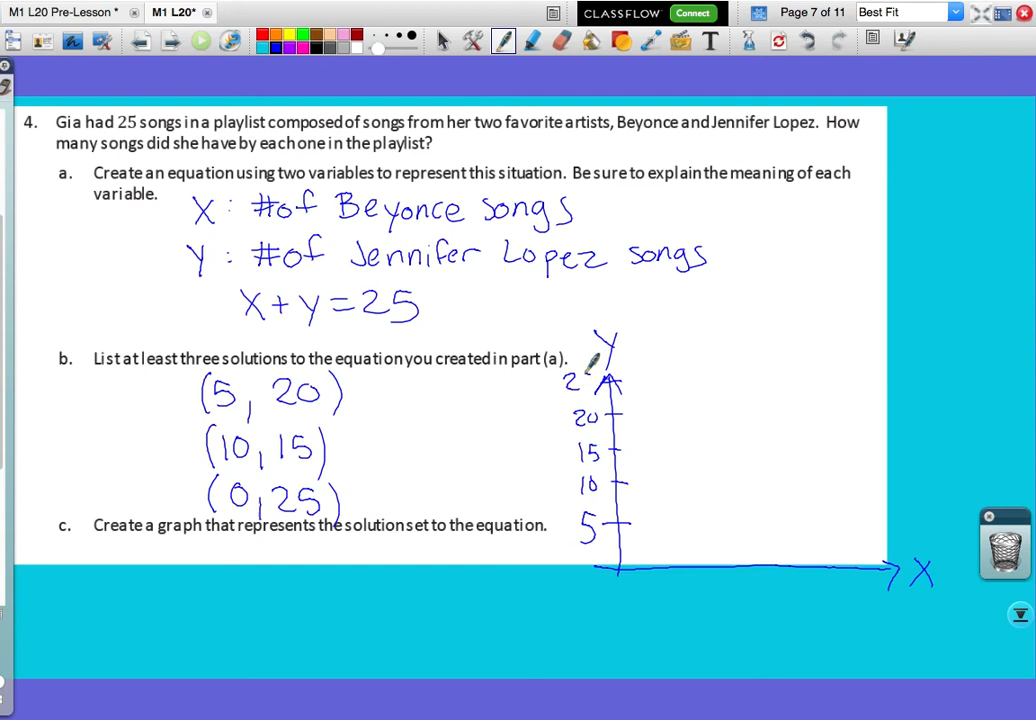 M1 L20 Pre-Lesson *
M1 L20*
CLASSFLOW Connect
Page 7 of 11
Best Fit
4. Gia had 25 songs in a playlist composed of songs from her two favorite artists, Beyonce and Jennifer Lopez. How
many songs did she have by each one in the playlist?
a. Create an equation using two variables to represent this situation. Be sure to explain the meaning of each
variable.
X : # of Beyonce songs
Y : # of Jennifer Lopez songs
X + Y = 25
b. List at least three solutions to the equation you created in part (a).
(5, 20)
(10, 15)
(0, 25)
c. Create a graph that represents the solution set to the equation.
Y
2
20
15
10
5
X